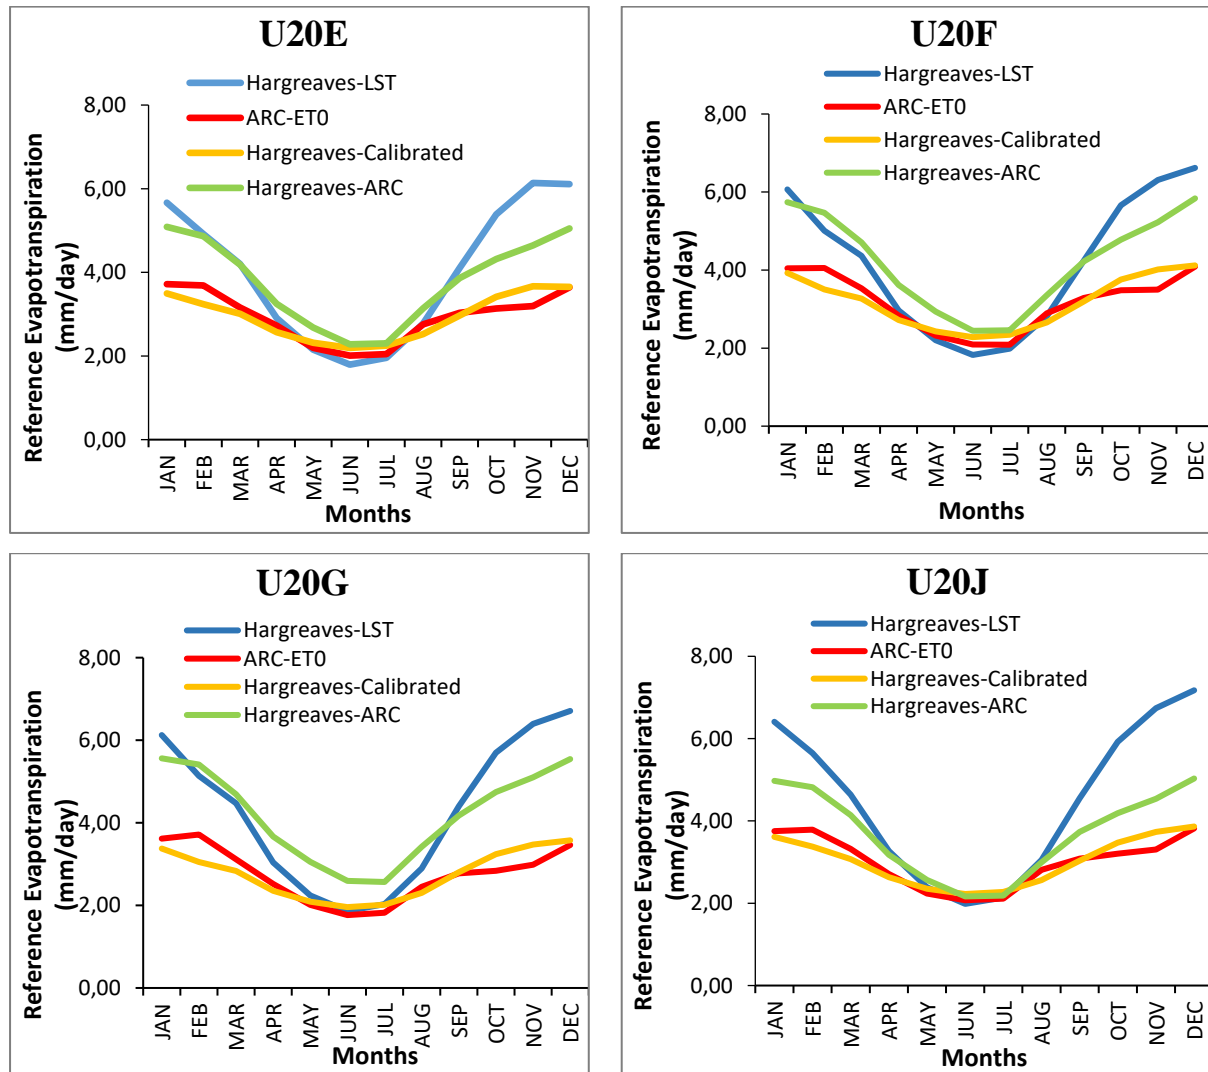 U20E
Hargreaves-LST
ARC-ET0
Hargreaves-Calibrated
Hargreaves-ARC
Reference Evapotranspiration
(mm/day)
8,00
6,00
4,00
2,00
0,00
JAN
FEB
MAR
APR
MAY
JUN
JUL
AUG
SEP
OCT
NOV
DEC
Months
U20F
Hargreaves-LST
ARC-ET0
Hargreaves-Calibrated
Hargreaves-ARC
Reference Evapotranspiration
(mm/day)
8,00
6,00
4,00
2,00
0,00
JAN
FEB
MAR
APR
MAY
JUN
JUL
AUG
SEP
OCT
NOV
DEC
Months
U20G
Hargreaves-LST
ARC-ET0
Hargreaves-Calibrated
Hargreaves-ARC
Reference Evapotranspiration
(mm/day)
8,00
6,00
4,00
2,00
0,00
JAN
FEB
MAR
APR
MAY
JUN
JUL
AUG
SEP
OCT
NOV
DEC
Months
U20J
Hargreaves-LST
ARC-ET0
Hargreaves-Calibrated
Hargreaves-ARC
Reference Evapotranspiration
(mm/day)
8,00
6,00
4,00
2,00
0,00
JAN
FEB
MAR
APR
MAY
JUN
JUL
AUG
SEP
OCT
NOV
DEC
Months